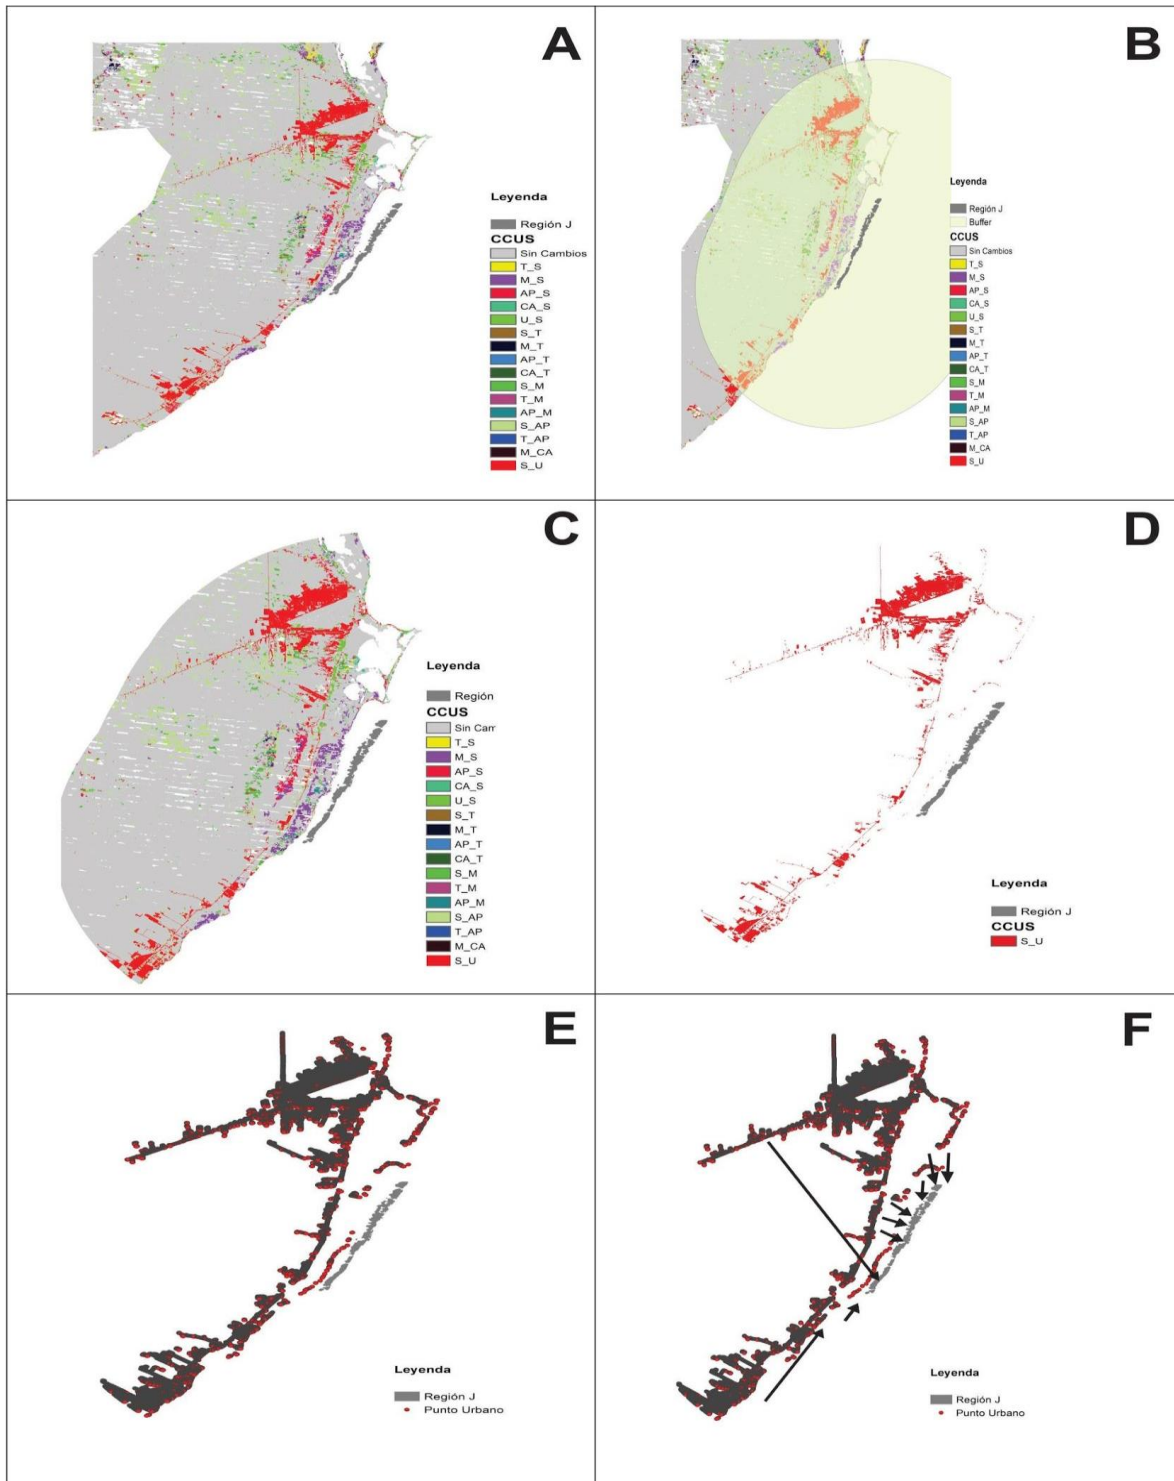 A
Leyenda
Región J
CCUS
Sin Cambios
T_S
M_S
AP_S
CA_S
U_S
S_T
M_T
AP_T
CA_T
S_M
T_M
AP_M
S_AP
T_AP
M_CA
S_U
B
Leyenda
Región J
Buffer
CCUS
Sin Cambios
T_S
M_S
AP_S
CA_S
U_S
S_T
M_T
AP_T
CA_T
S_M
T_M
AP_M
S_AP
T_AP
M_CA
S_U
C
Leyenda
Región
CCUS
Sin Car
T_S
M_S
AP_S
CA_S
U_S
S_T
M_T
AP_T
CA_T
S_M
T_M
AP_M
S_AP
T_AP
M_CA
S_U
D
Leyenda
Región J
CCUS
S_U
E
Leyenda
Región J
Punto Urbano
F
Leyenda
Región J
Punto Urbano